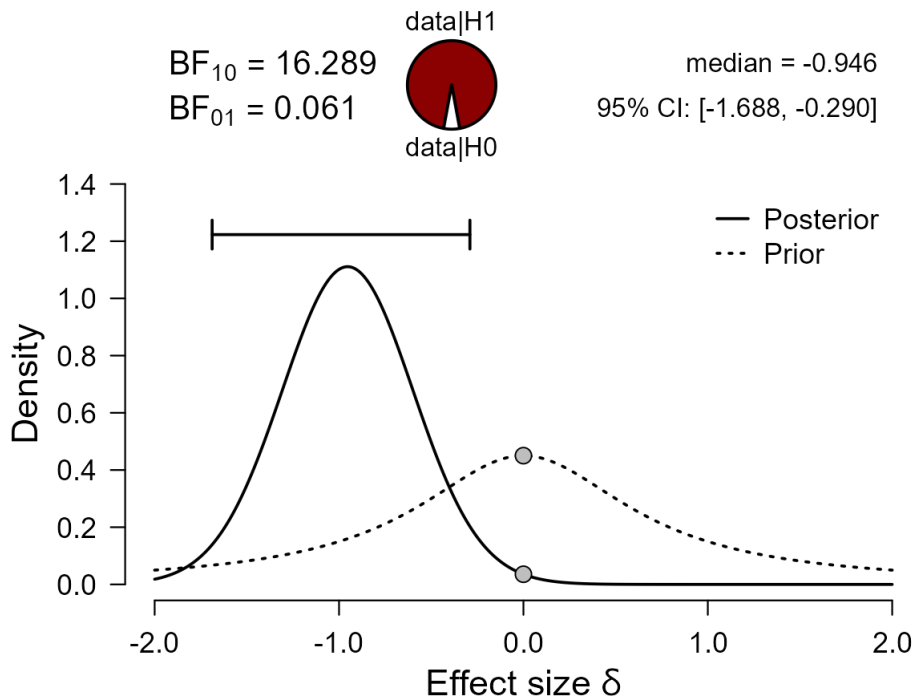 data|H1
BF₁₀ = 16.289
BF₀₁ = 0.061
median = -0.946
95% CI: [-1.688, -0.290]
data|H0
Posterior
Prior
Density
1.4
1.2
1.0
0.8
0.6
0.4
0.2
0.0
-2.0 -1.0 0.0 1.0 2.0
Effect size δ